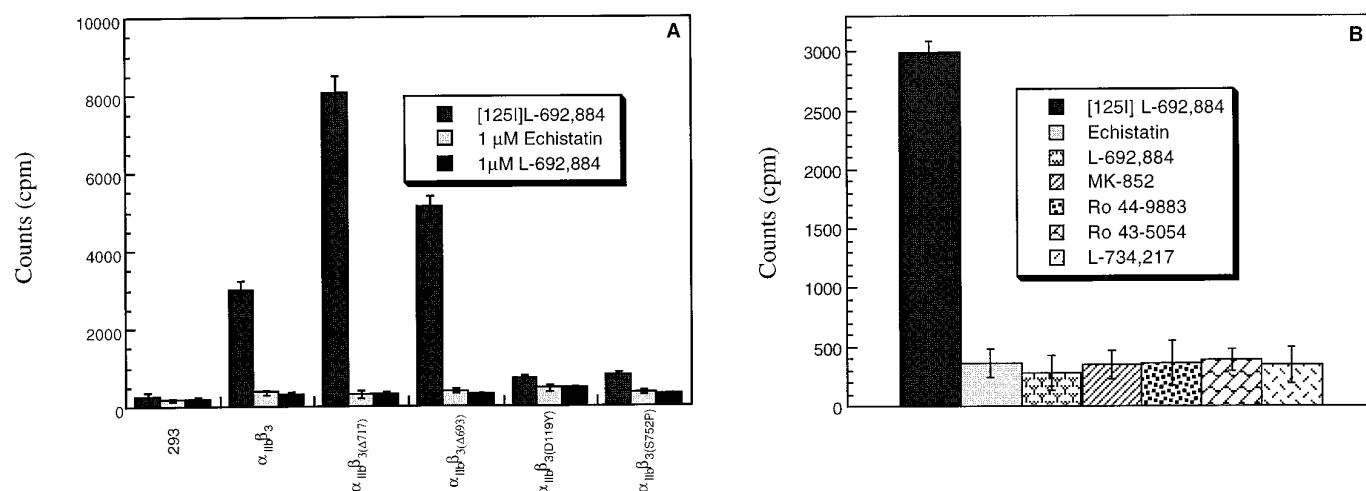 A
Counts (cpm)
10000
8000
6000
4000
2000
0
[125I]L-692,884
1 μM Echistatin
1μM L-692,884
293
αIIbβ3
αIIbβ3(Δ717)
αIIbβ3(Δ693)
αIIbβ3(D119Y)
αIIbβ3(S752P)
B
Counts (cpm)
3000
2500
2000
1500
1000
500
0
[125I] L-692,884
Echistatin
L-692,884
MK-852
Ro 44-9883
Ro 43-5054
L-734,217